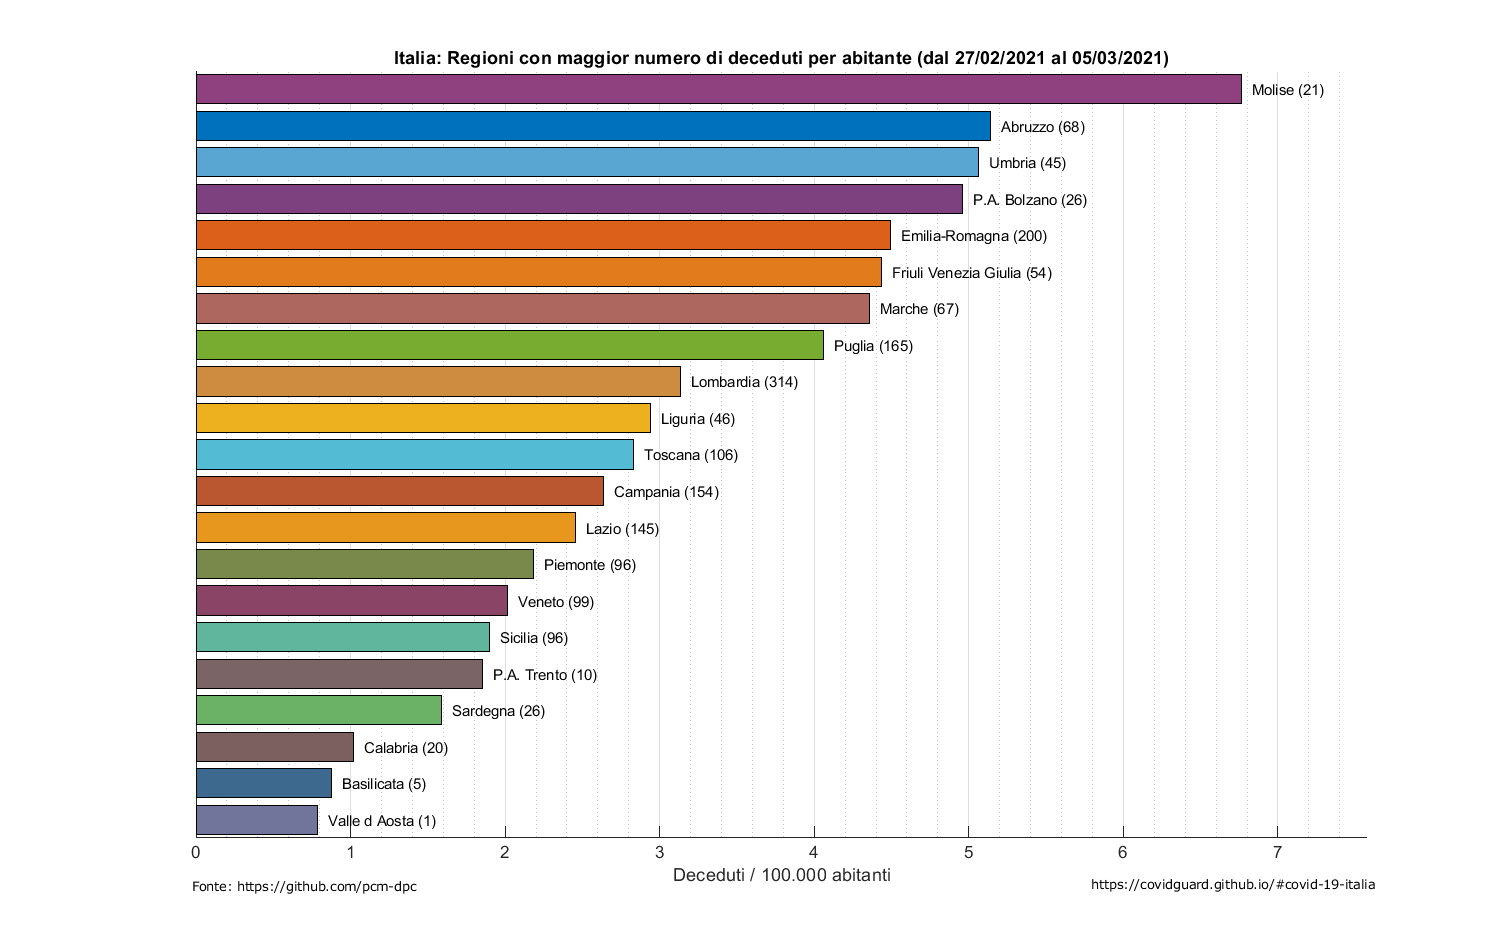 Italia: Regioni con maggior numero di deceduti per abitante (dal 27/02/2021 al 05/03/2021)
Molise (21)
Abruzzo (68)
Umbria (45)
P.A. Bolzano (26)
Emilia-Romagna (200)
Friuli Venezia Giulia (54)
Marche (67)
Puglia (165)
Lombardia (314)
Liguria (46)
Toscana (106)
Campania (154)
Lazio (145)
Piemonte (96)
Veneto (99)
Sicilia (96)
P.A. Trento (10)
Sardegna (26)
Calabria (20)
Basilicata (5)
Valle d Aosta (1)
0 1 2 3 4 5 6 7
Deceduti / 100.000 abitanti
Fonte: https://github.com/pcm-dpc
https://covidguard.github.io/#covid-19-italia